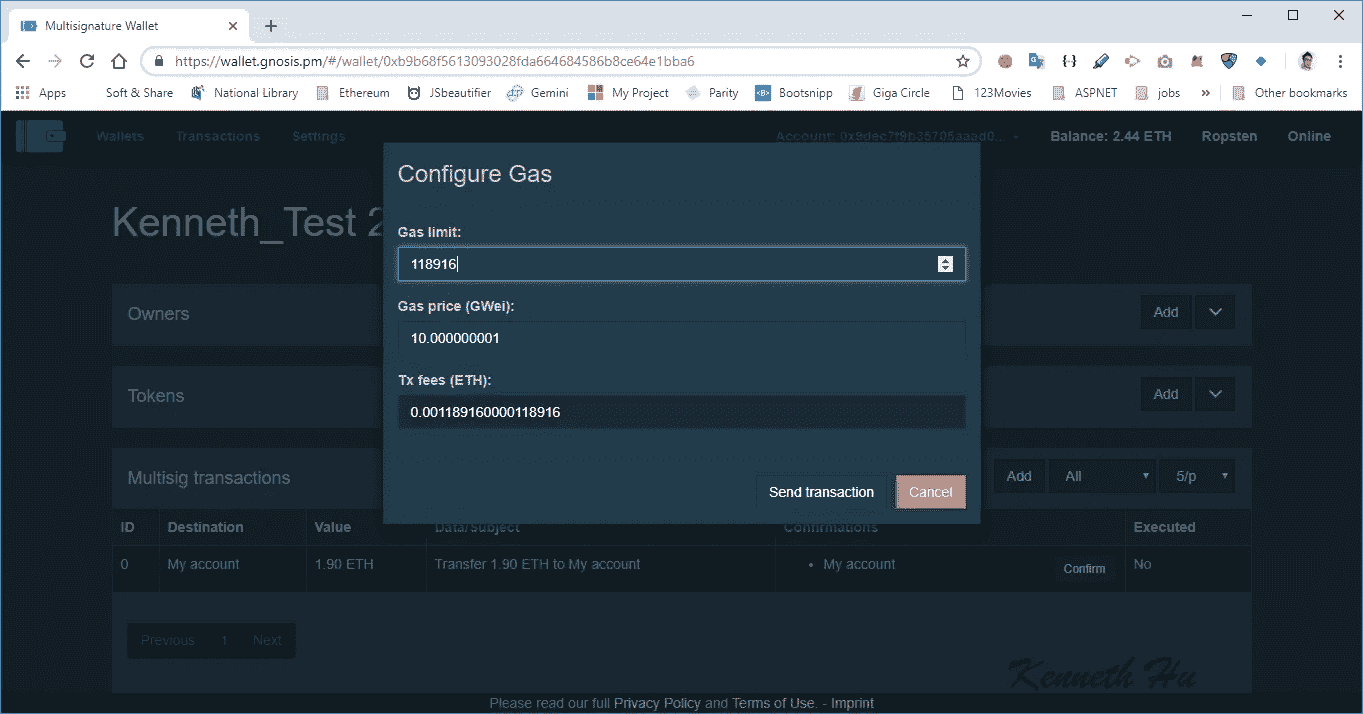 Multisignature Wallet
https://wallet.gnosis.pm/#/wallet/0xb9b68f5613093028fda664684586b8ce64e1bba6
Apps Soft & Share National Library Ethereum JSbeautifier Gemini My Project Parity Bootsnipp Giga Circle 123Movies ASPNET jobs » Other bookmarks
Wallets Transactions Settings Account: Balance: 2.44 ETH Ropsten Online
Configure Gas
Kenneth_Test 2
Gas limit:
118916
Gas price (GWei):
Owners Add
10.000000001
Tx fees (ETH):
Tokens Add
0.001189160000118916
Multisig transactions Add All 5/p
Send transaction Cancel
ID Destination Value Data/Subject Confirmations Executed
0 My account 1.90 ETH Transfer 1.90 ETH to My account • My account Confirm No
Previous 1 Next
Kenneth Hu
Please read our full Privacy Policy and Terms of Use. - Imprint